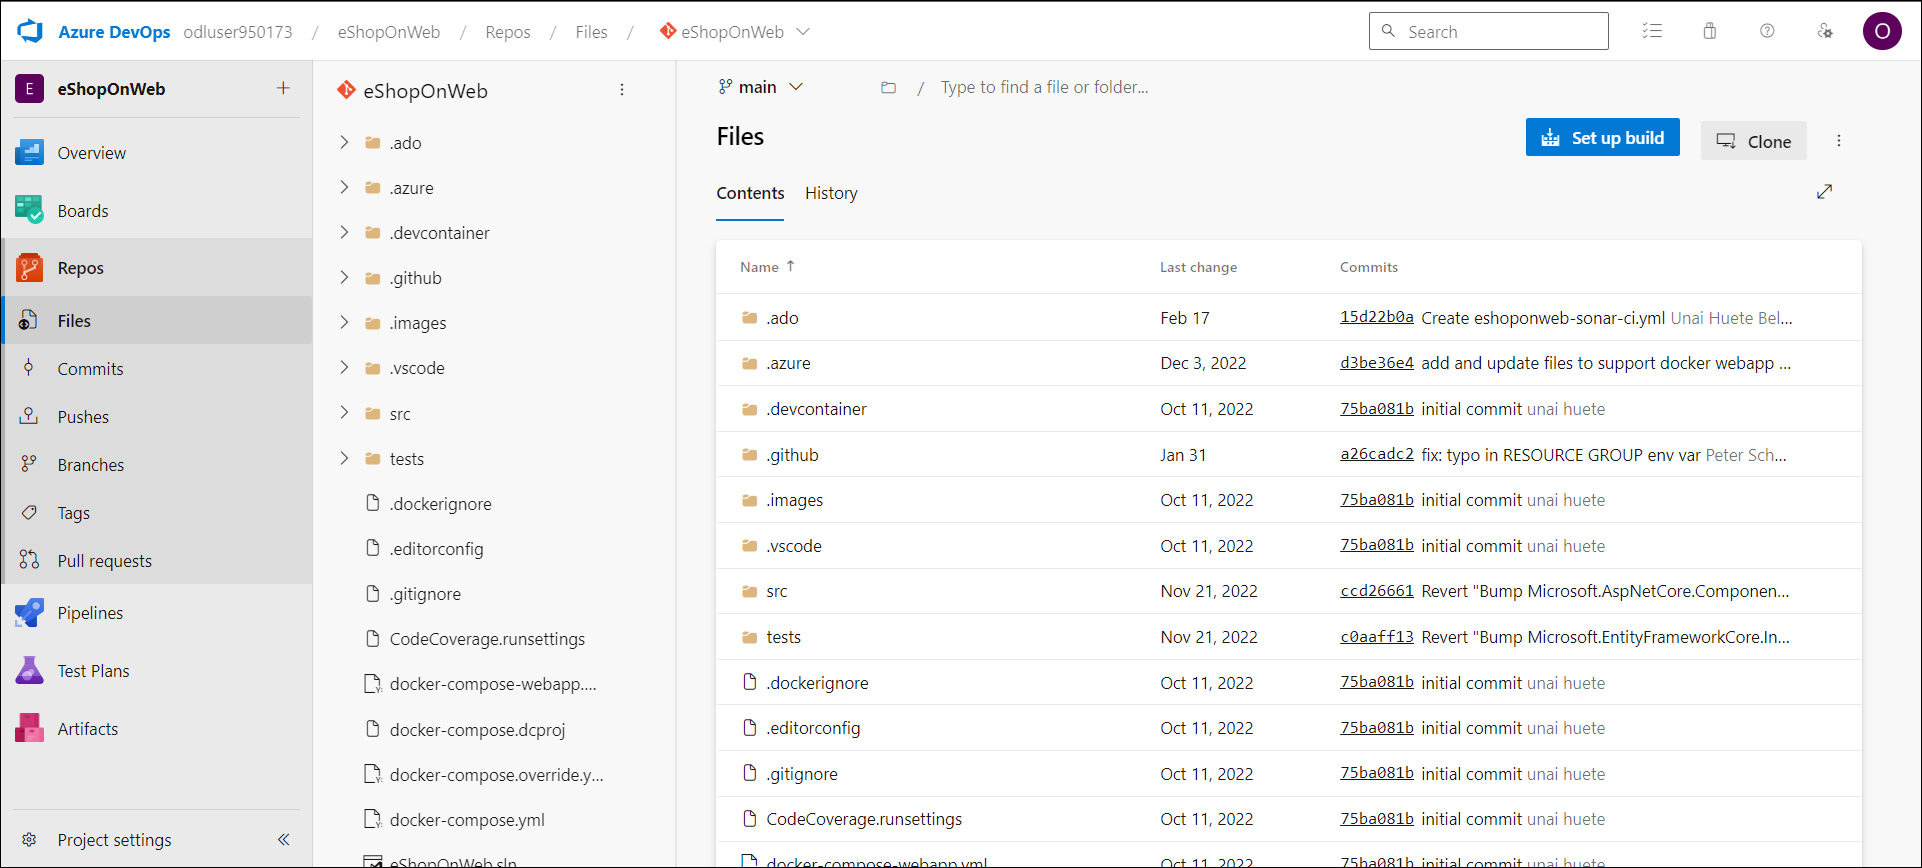 Azure DevOps odluser950173 / eShopOnWeb / Repos / Files / eShopOnWeb
Search
O
E eShopOnWeb +
Overview
Boards
Repos
Files
Commits
Pushes
Branches
Tags
Pull requests
Pipelines
Test Plans
Artifacts
Project settings
eShopOnWeb
.ado
.azure
.devcontainer
.github
.images
.vscode
src
tests
.dockerignore
.editorconfig
.gitignore
CodeCoverage.runsettings
docker-compose-webapp....
docker-compose.dcproj
docker-compose.override.y...
docker-compose.yml
eShopOnWeb.sln
main
/ Type to find a file or folder...
Files
Set up build
Clone
Contents History
Name Last change Commits
.ado Feb 17 15d22b0a Create eshoponweb-sonar-ci.yml Unai Huete Bel...
.azure Dec 3, 2022 d3be36e4 add and update files to support docker webapp ...
.devcontainer Oct 11, 2022 75ba081b initial commit unai huete
.github Jan 31 a26cadc2 fix: typo in RESOURCE GROUP env var Peter Sch...
.images Oct 11, 2022 75ba081b initial commit unai huete
.vscode Oct 11, 2022 75ba081b initial commit unai huete
src Nov 21, 2022 ccd26661 Revert "Bump Microsoft.AspNetCore.Componen...
tests Nov 21, 2022 c0aaff13 Revert "Bump Microsoft.EntityFrameworkCore.In...
.dockerignore Oct 11, 2022 75ba081b initial commit unai huete
.editorconfig Oct 11, 2022 75ba081b initial commit unai huete
.gitignore Oct 11, 2022 75ba081b initial commit unai huete
CodeCoverage.runsettings Oct 11, 2022 75ba081b initial commit unai huete
docker-compose-webapp.yml Oct 11, 2022 75ba081b initial commit unai huete